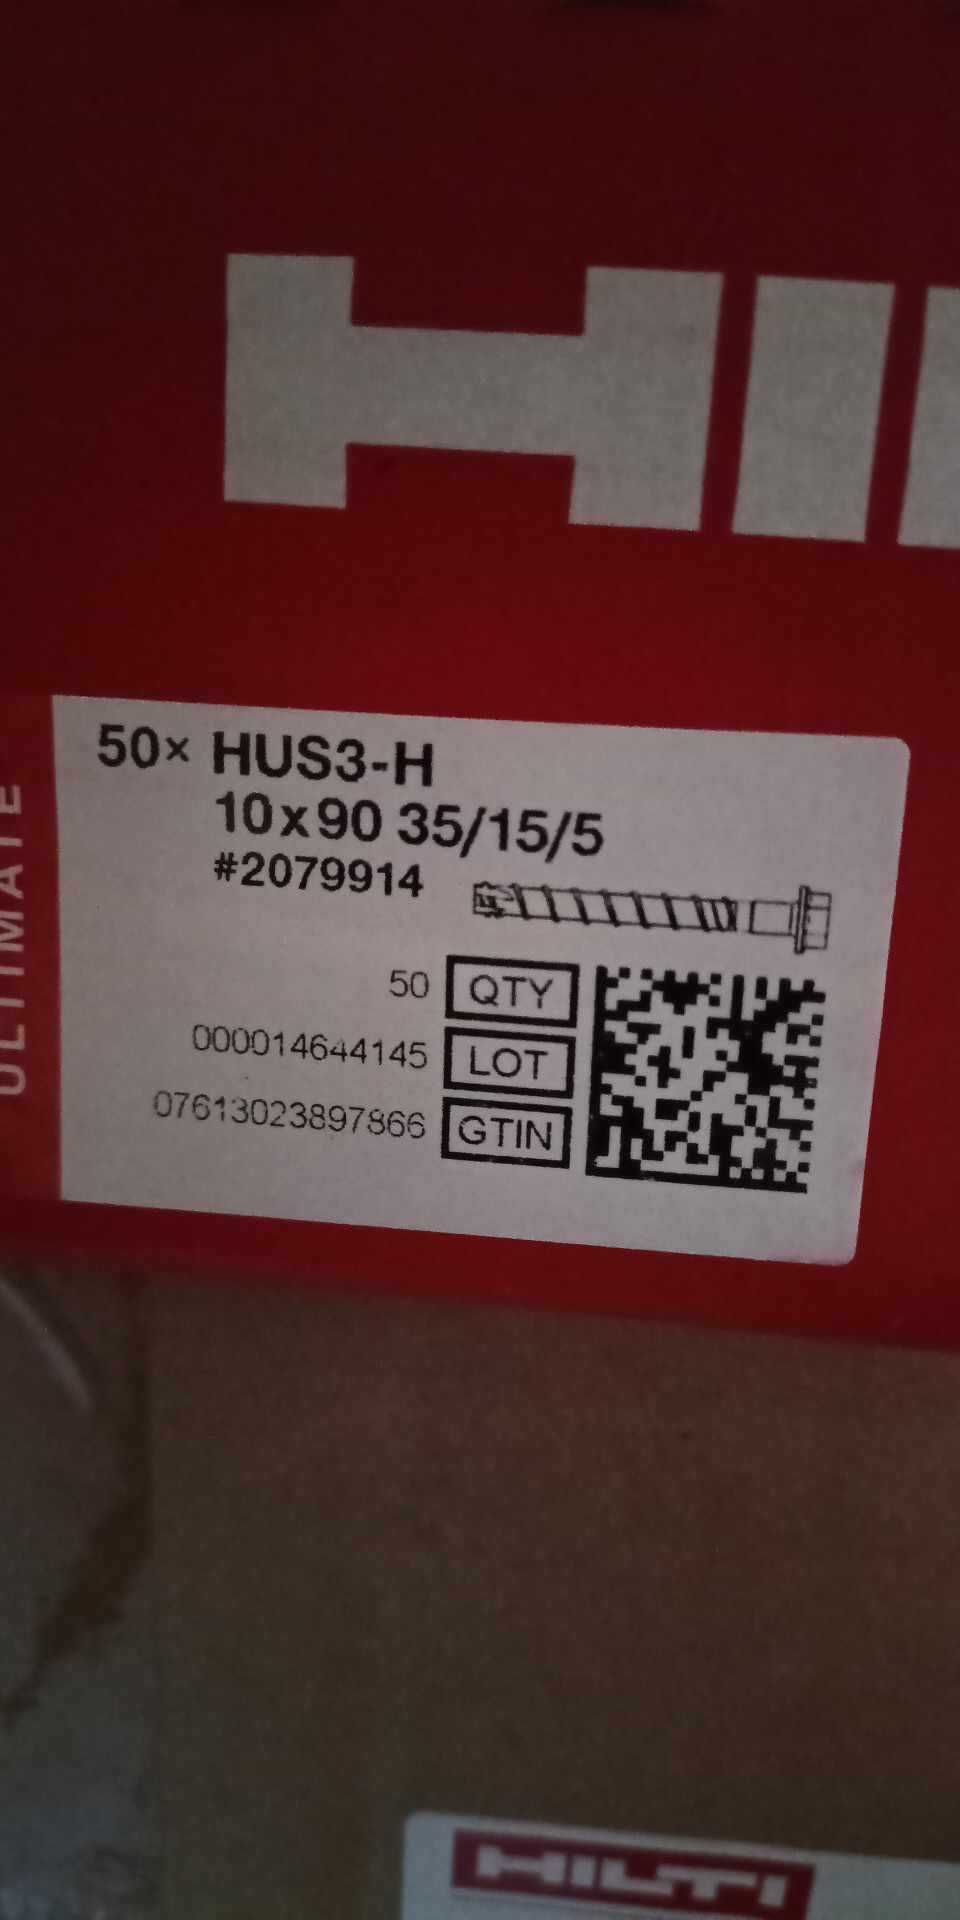 HIL
ULTIMATE
50× HUS3-H
10x90 35/15/5
#2079914
50 QTY
000014644145 LOT
07613023897866 GTIN
HILTI